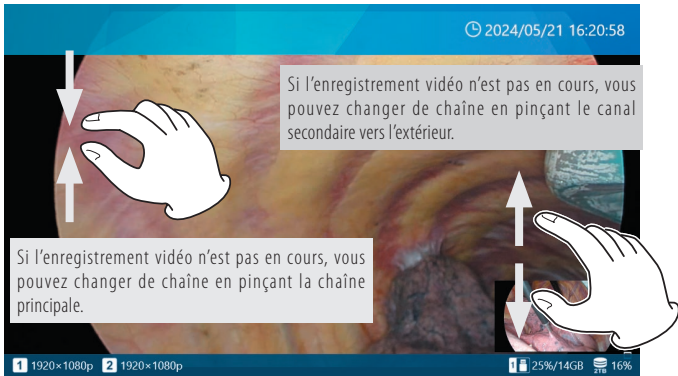 2024/05/21 16:20:58
Si l'enregistrement vidéo n'est pas en cours, vous
pouvez changer de chaîne en pinçant le canal
secondaire vers l'extérieur.
Si l'enregistrement vidéo n'est pas en cours, vous
pouvez changer de chaîne en pinçant la chaîne
principale.
1 1920×1080p 2 1920×1080p 1 25%/14GB 2TB 16%